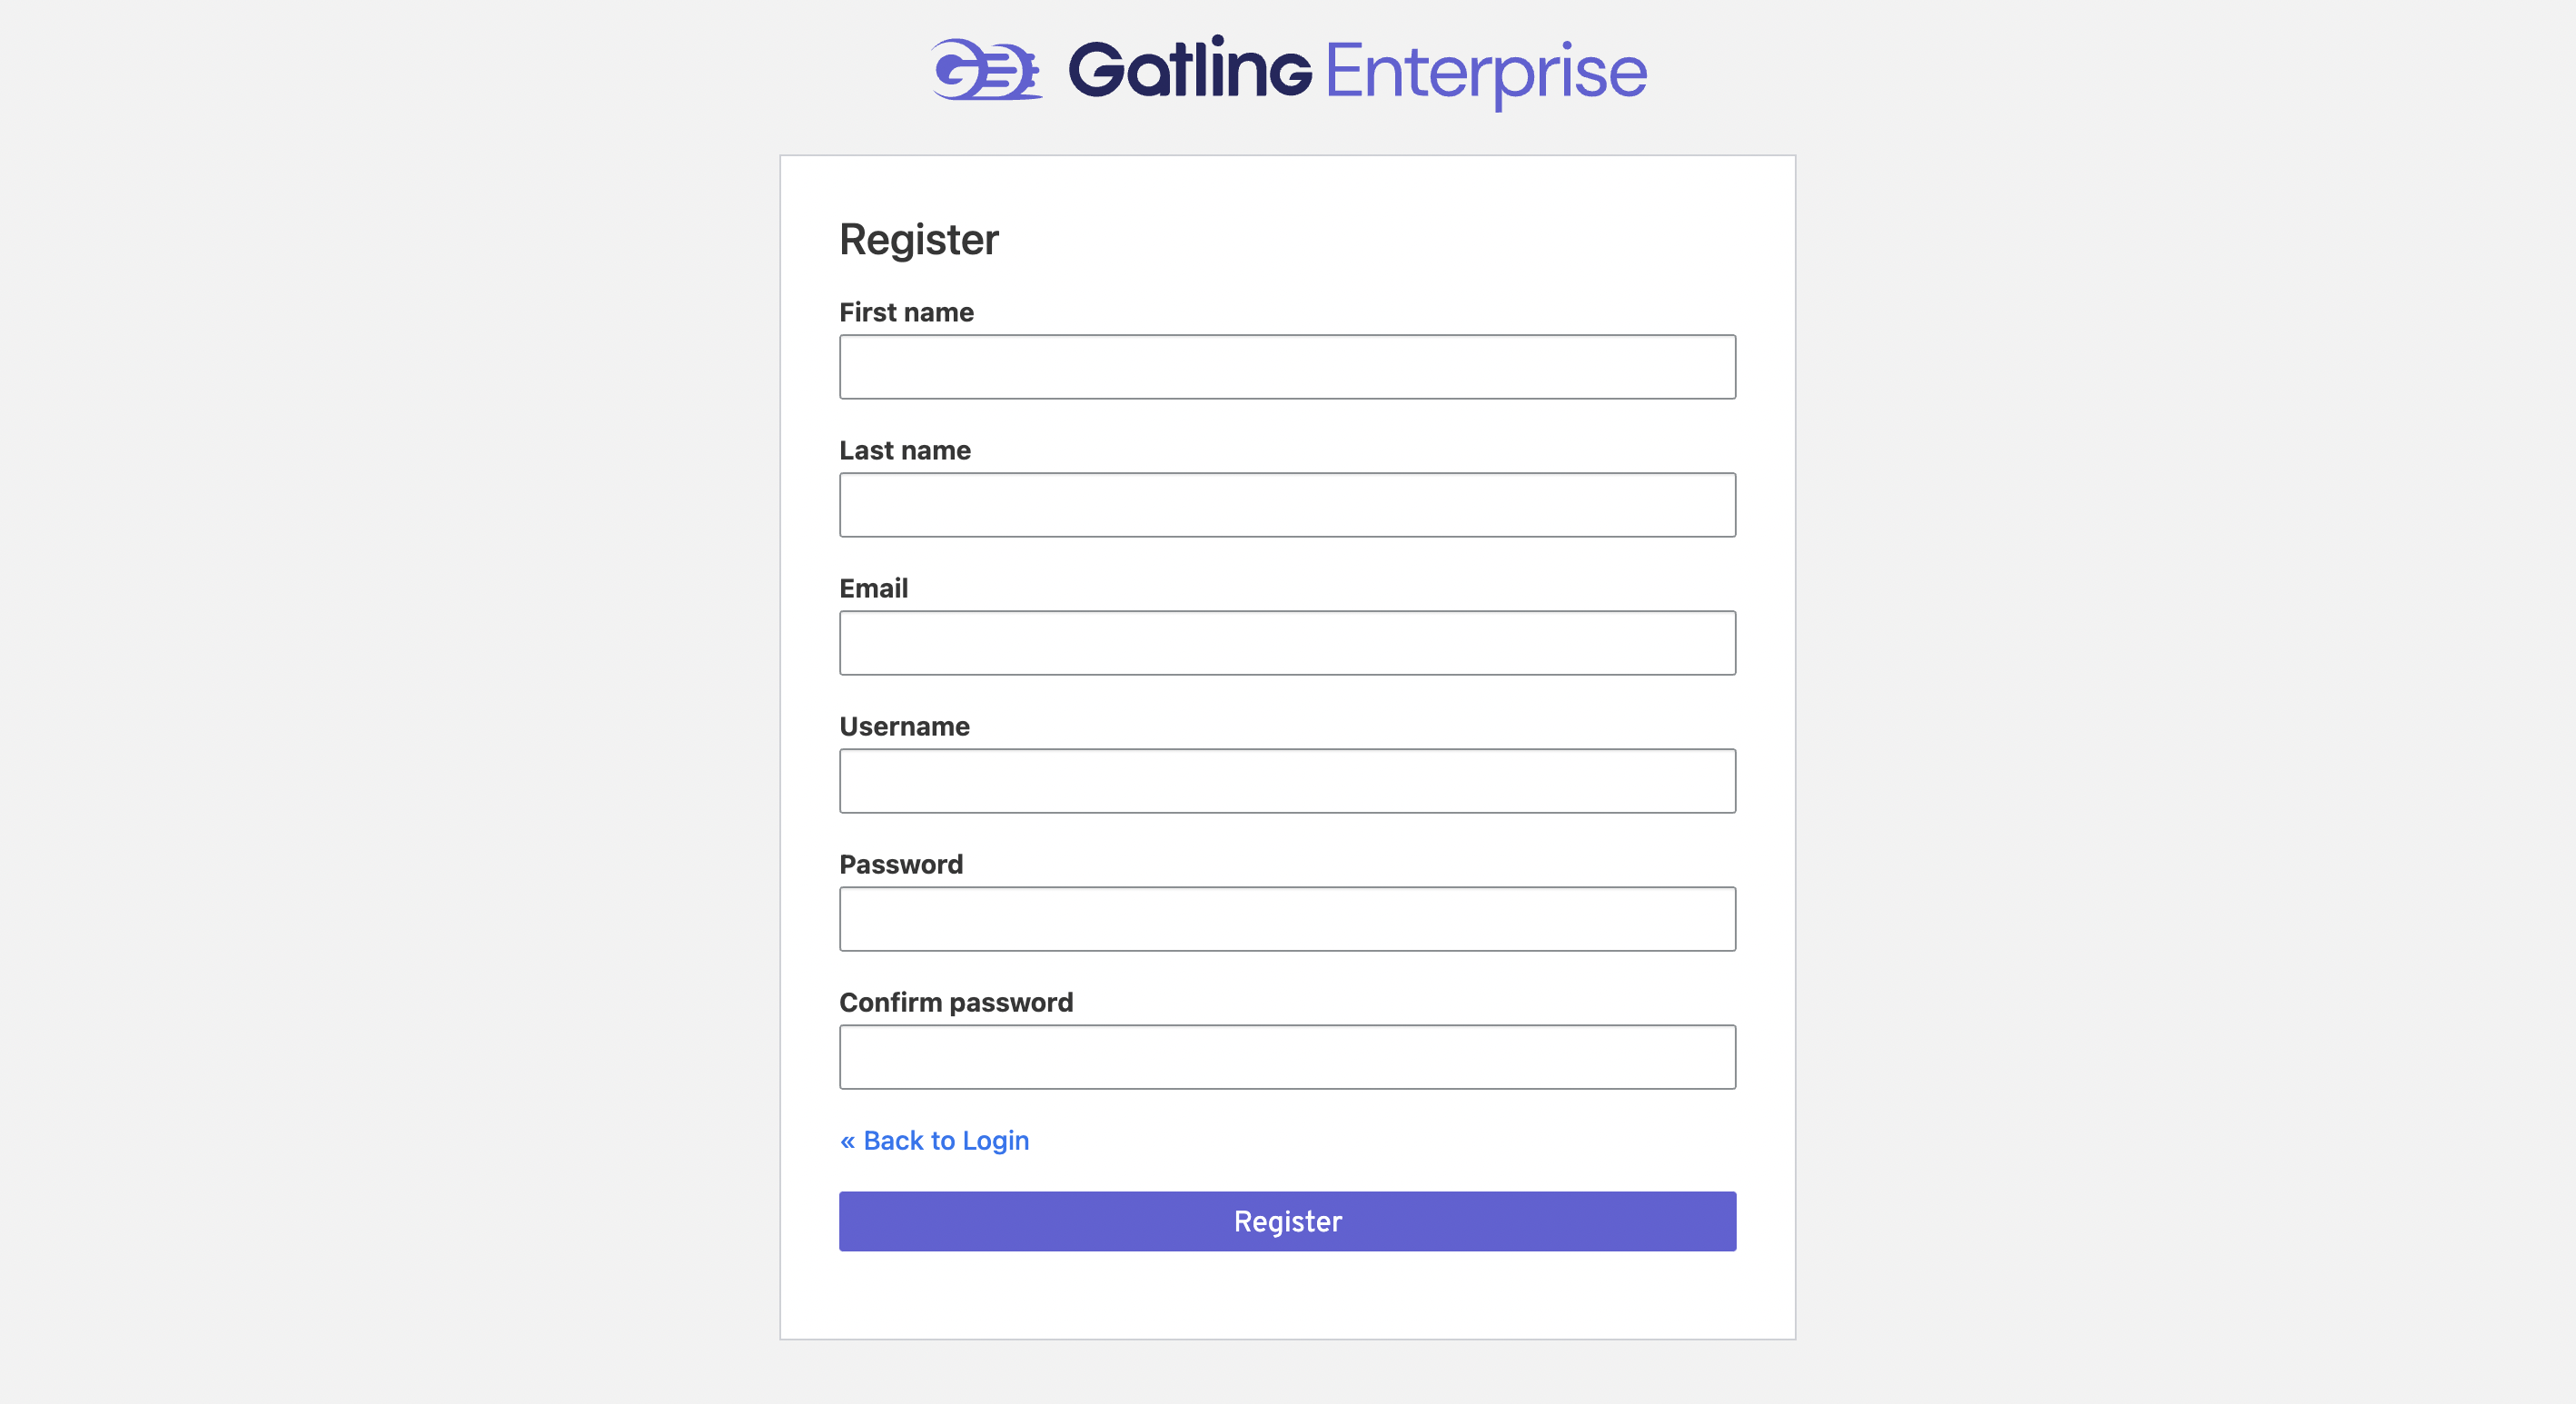 Gatling Enterprise
Register
First name
Last name
Email
Username
Password
Confirm password
« Back to Login
Register